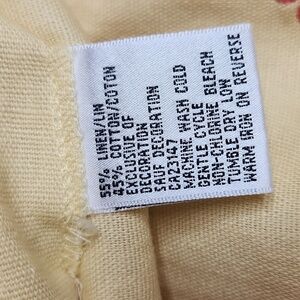 55% LINEN/LIN
45% COTTON/COTON
EXCLUSIVE OF
DECORATION
SAUF DECORATION
CA23147
MACHINE WASH COLD
GENTLE CYCLE
NON-CHLORINE BLEACH
TUMBLE DRY LOW
WARM IRON ON REVERSE